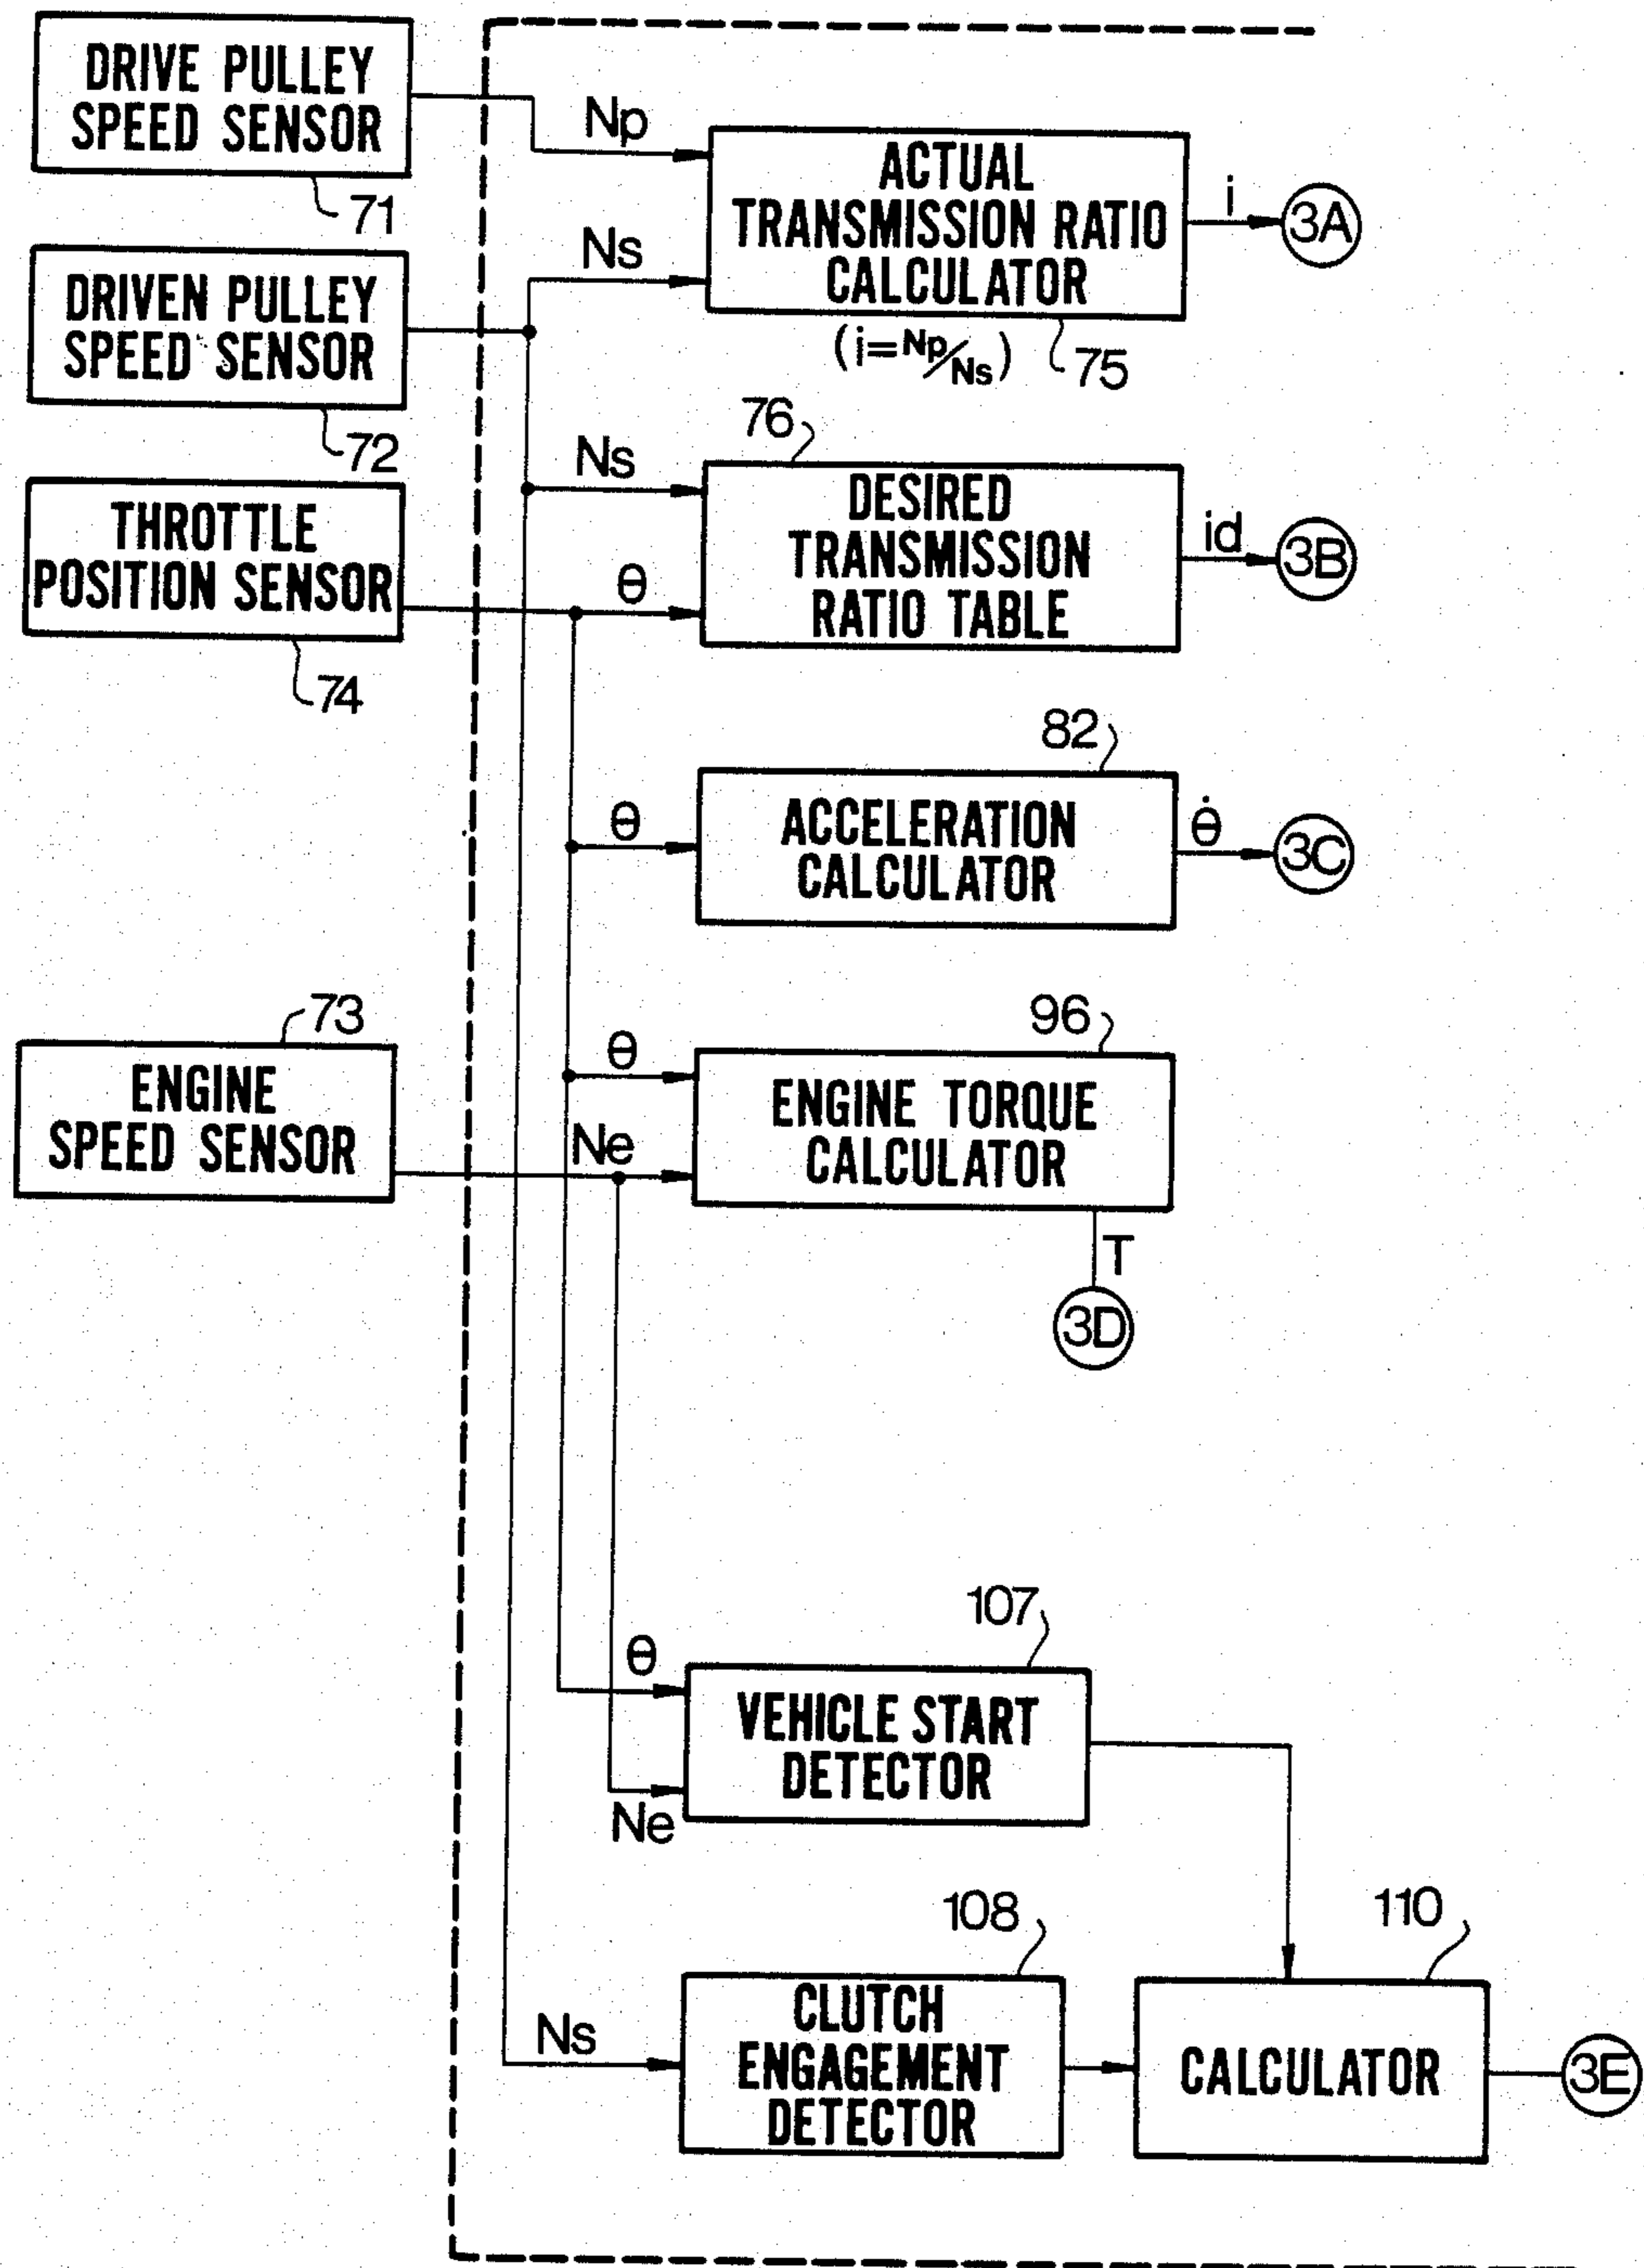 DRIVE PULLEY
SPEED SENSOR
71
Np
ACTUAL
TRANSMISSION RATIO
CALCULATOR
i
3A
DRIVEN PULLEY
SPEED SENSOR
72
Ns
(i=Np/Ns)
75
THROTTLE
POSITION SENSOR
74
76
Ns
θ
DESIRED
TRANSMISSION
RATIO TABLE
id
3B
82
θ
ACCELERATION
CALCULATOR
θ̇
3C
73
ENGINE
SPEED SENSOR
96
θ
Ne
ENGINE TORQUE
CALCULATOR
T
3D
107
θ
VEHICLE START
DETECTOR
Ne
108
Ns
CLUTCH
ENGAGEMENT
DETECTOR
110
CALCULATOR
3E